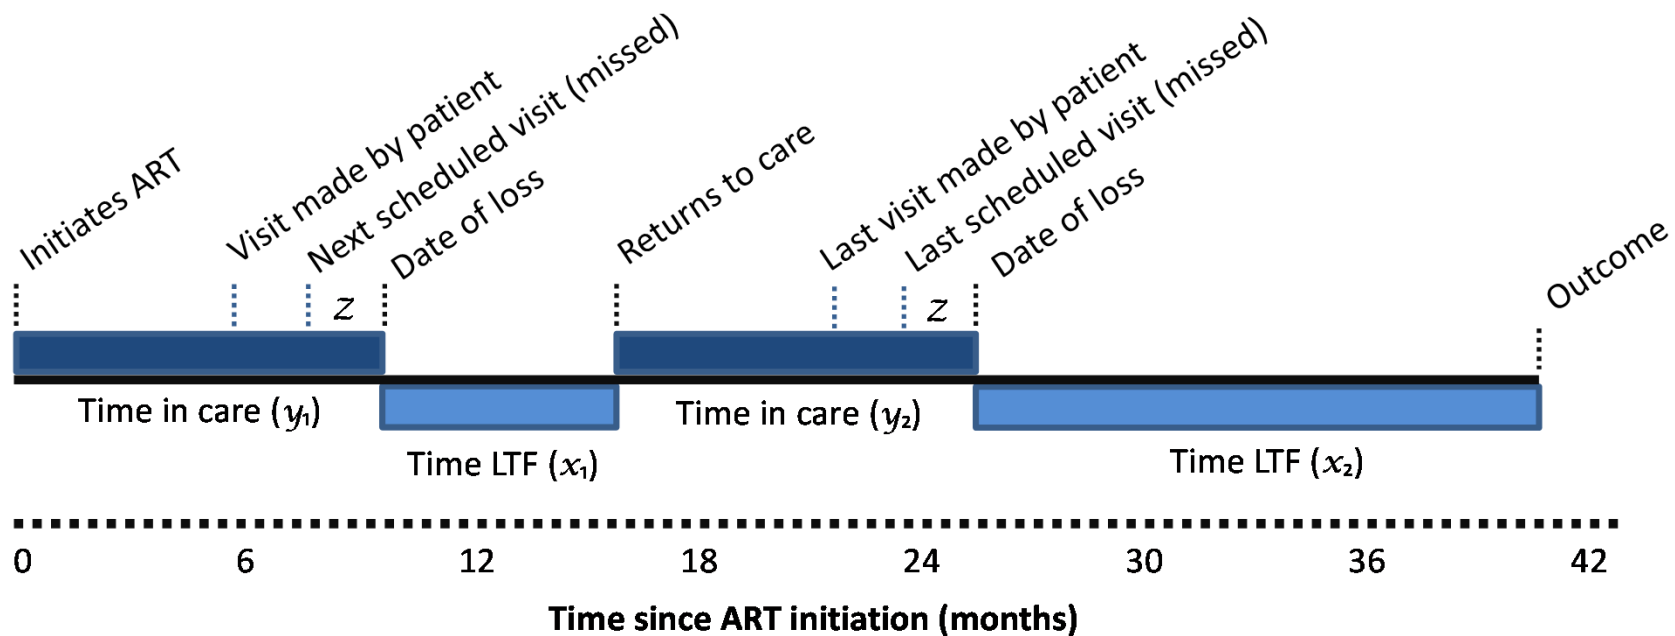 Initiates ART
Visit made by patient
Next scheduled visit (missed)
Date of loss
Returns to care
Last visit made by patient
Last scheduled visit (missed)
Date of loss
Outcome
z
z
Time in care (y₁)
Time in care (y₂)
Time LTF (x₁)
Time LTF (x₂)
0 6 12 18 24 30 36 42
Time since ART initiation (months)